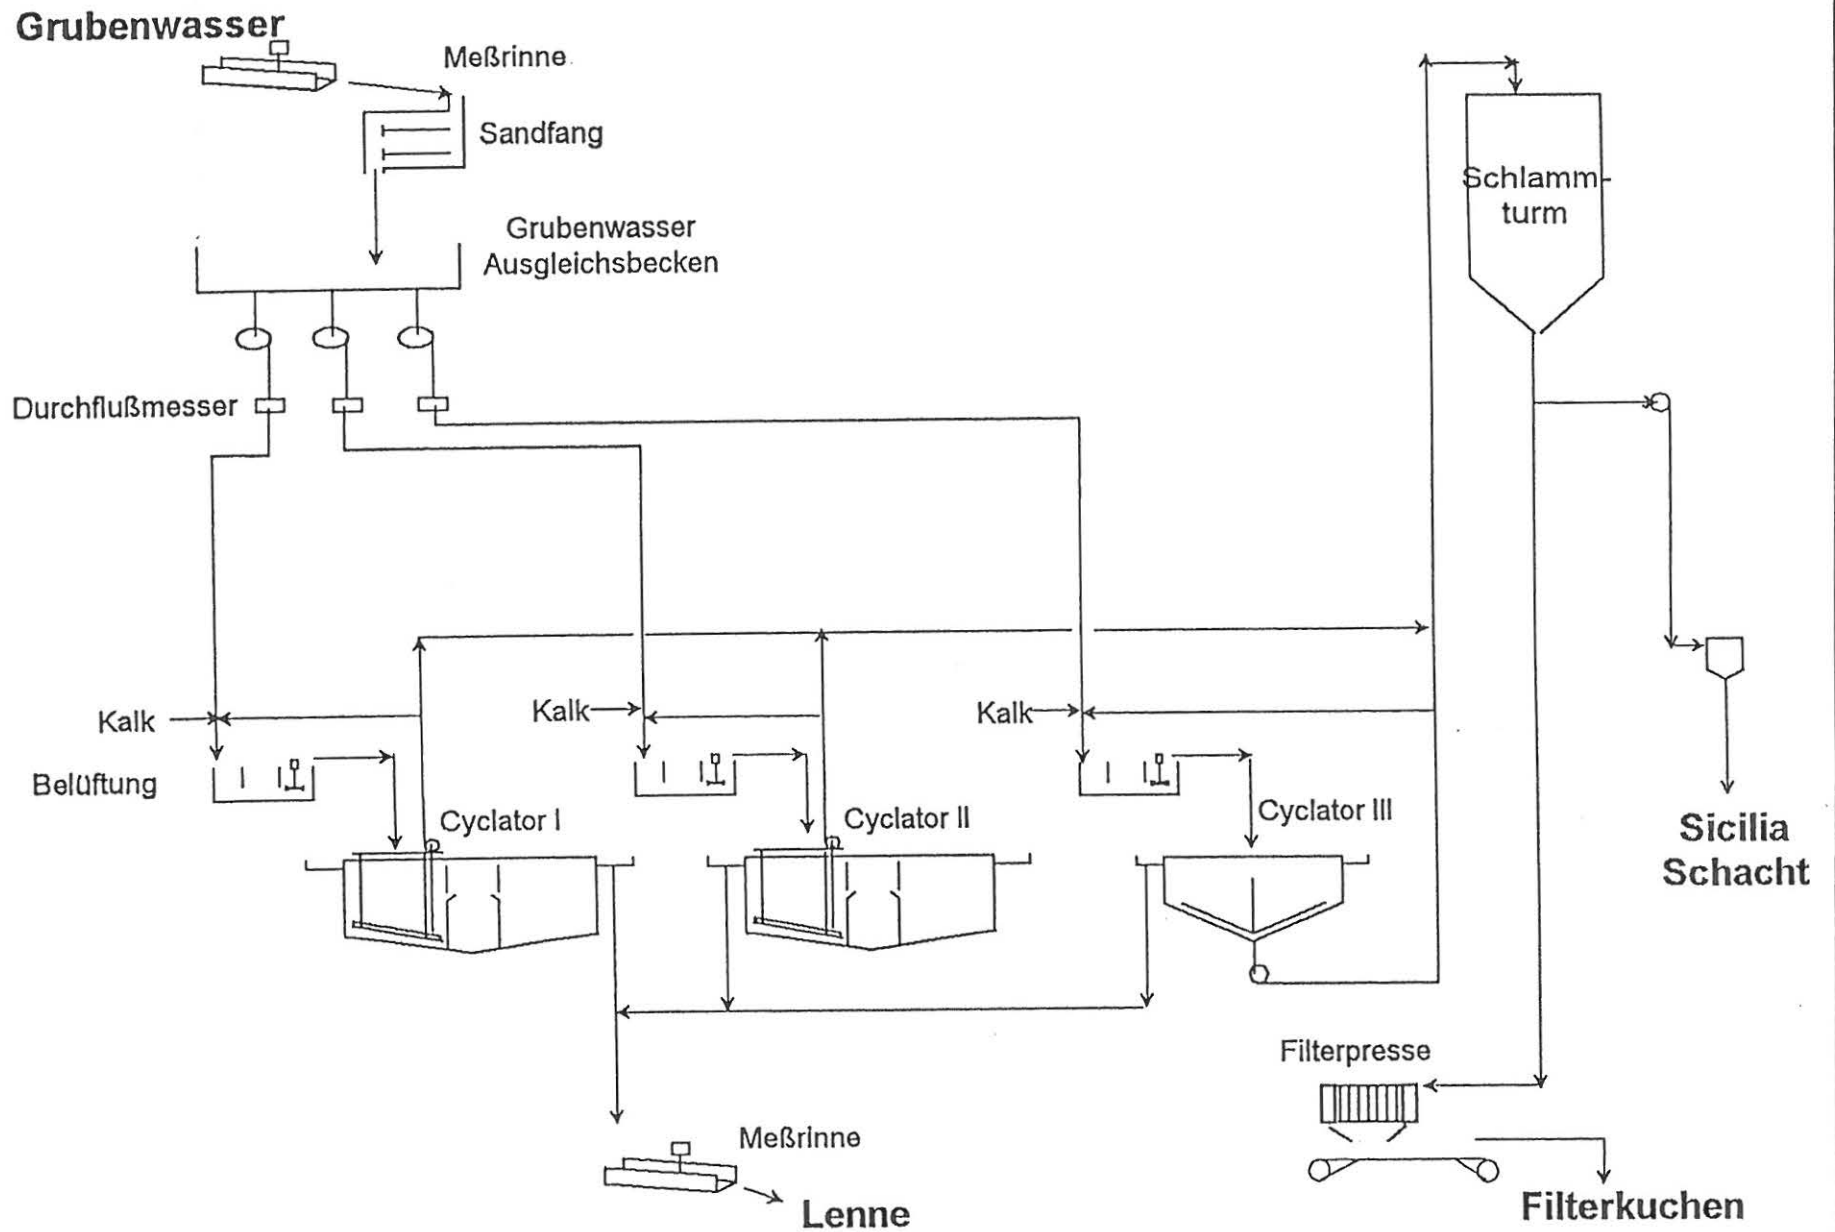 Grubenwasser
Meßrinne
Sandfang
Schlamm-
turm
Grubenwasser
Ausgleichsbecken
Durchflußmesser
Kalk
Kalk
Kalk
Belüftung
Cyclator I
Cyclator II
Cyclator III
Sicilia
Schacht
Filterpresse
Meßrinne
Lenne
Filterkuchen